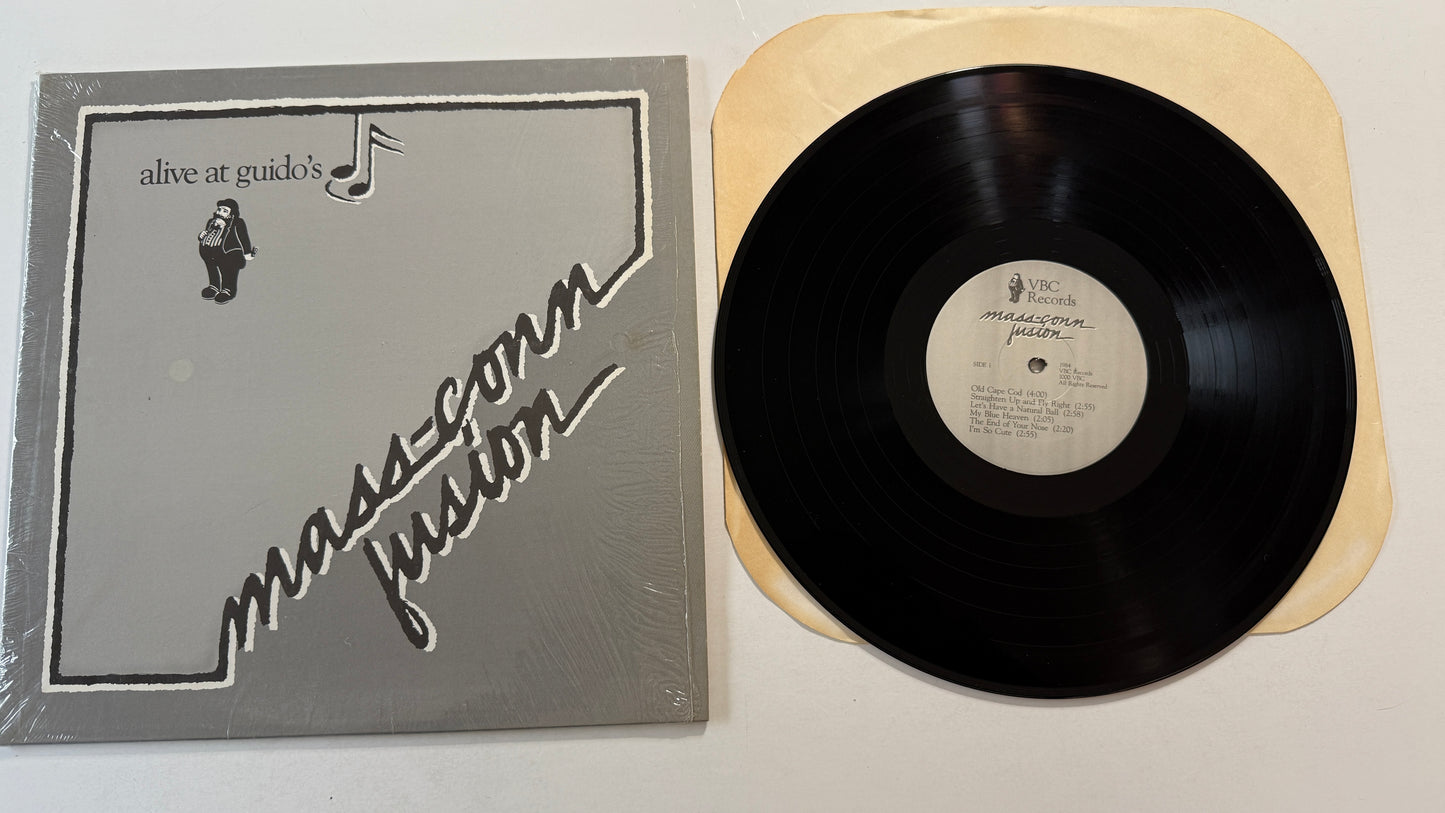 alive at guido's
mass-conn
fusion
VBC
Records
mass-conn
fusion
SIDE 1
1984
VBC Records
1000 VBC
All Rights Reserved
Old Cape Cod (4:00)
Straighten Up and Fly Right (2:55)
Let's Have a Natural Ball (2:58)
My Blue Heaven (2:05)
The End of Your Nose (2:20)
I'm So Cute (2:55)